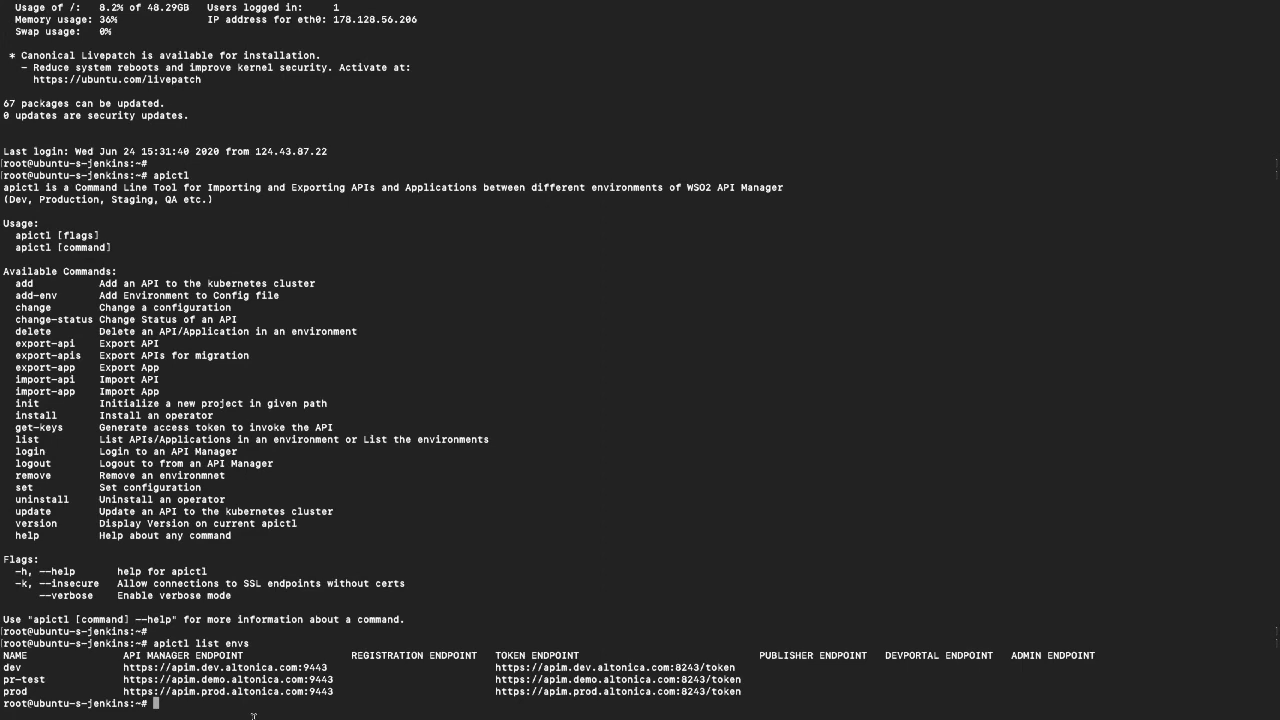 Usage of /:   8.2% of 48.29GB   Users logged in:     1
Memory usage: 36%               IP address for eth0: 178.128.56.206
Swap usage:   0%
* Canonical Livepatch is available for installation.
- Reduce system reboots and improve kernel security. Activate at:
https://ubuntu.com/livepatch
67 packages can be updated.
0 updates are security updates.
Last login: Wed Jun 24 15:31:40 2020 from 124.43.87.22
[root@ubuntu-s-jenkins:~#
[root@ubuntu-s-jenkins:~# apictl
apictl is a Command Line Tool for Importing and Exporting APIs and Applications between different environments of WSO2 API Manager
(Dev, Production, Staging, QA etc.)
Usage:
apictl [flags]
apictl [command]
Available Commands:
add           Add an API to the kubernetes cluster
add-env       Add Environment to Config file
change        Change a configuration
change-status Change Status of an API
delete        Delete an API/Application in an environment
export-api    Export API
export-apis   Export APIs for migration
export-app    Export App
import-api    Import API
import-app    Import App
init          Initialize a new project in given path
install       Install an operator
get-keys      Generate access token to invoke the API
list          List APIs/Applications in an environment or List the environments
login         Login to an API Manager
logout        Logout to from an API Manager
remove        Remove an environmnet
set           Set configuration
uninstall     Uninstall an operator
update        Update an API to the kubernetes cluster
version       Display Version on current apictl
help          Help about any command
Flags:
-h, --help       help for apictl
-k, --insecure   Allow connections to SSL endpoints without certs
--verbose    Enable verbose mode
Use "apictl [command] --help" for more information about a command.
[root@ubuntu-s-jenkins:~#
[root@ubuntu-s-jenkins:~# apictl list envs
NAME                API MANAGER ENDPOINT                  REGISTRATION ENDPOINT   TOKEN ENDPOINT                              PUBLISHER ENDPOINT   DEVPORTAL ENDPOINT   ADMIN ENDPOINT
dev                 https://apim.dev.altonica.com:9443                            https://apim.dev.altonica.com:8243/token
pr-test             https://apim.demo.altonica.com:9443                           https://apim.demo.altonica.com:8243/token
prod                https://apim.prod.altonica.com:9443                           https://apim.prod.altonica.com:8243/token
root@ubuntu-s-jenkins:~#